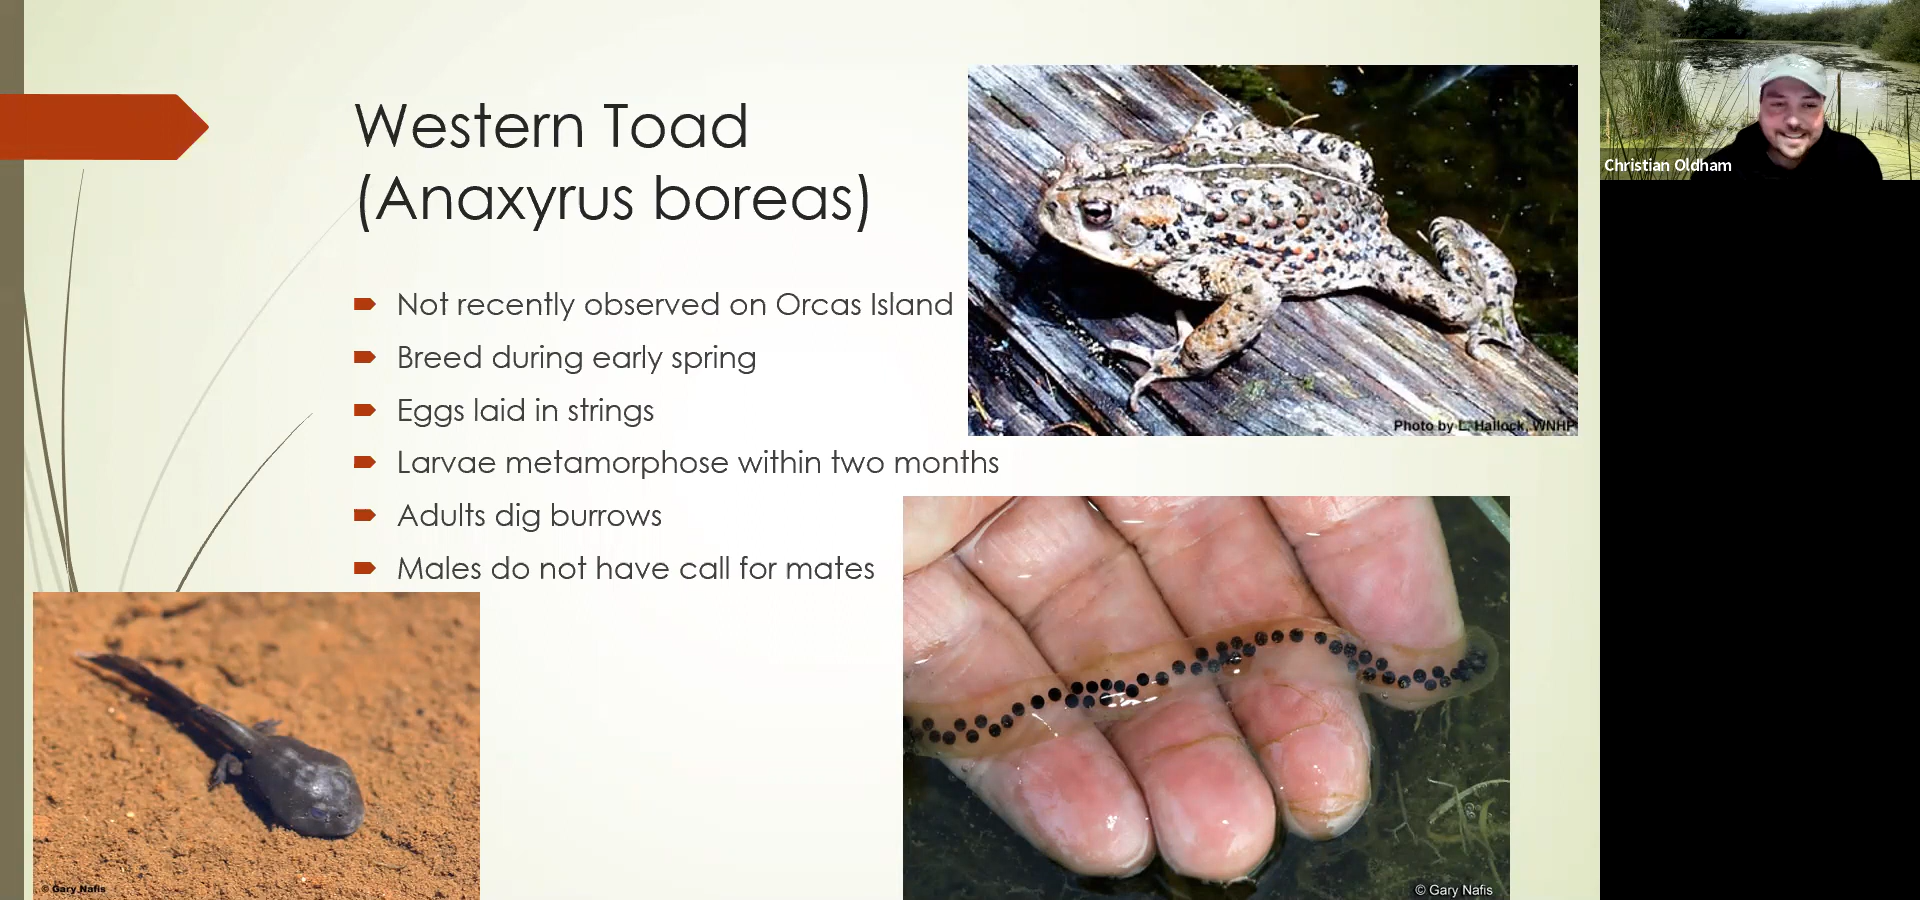 Western Toad
(Anaxyrus boreas)
Not recently observed on Orcas Island
Breed during early spring
Eggs laid in strings
Larvae metamorphose within two months
Adults dig burrows
Males do not have call for mates
Photo by L. Hallock, WNHP
© Gary Nafis
© Gary Nafis
Christian Oldham